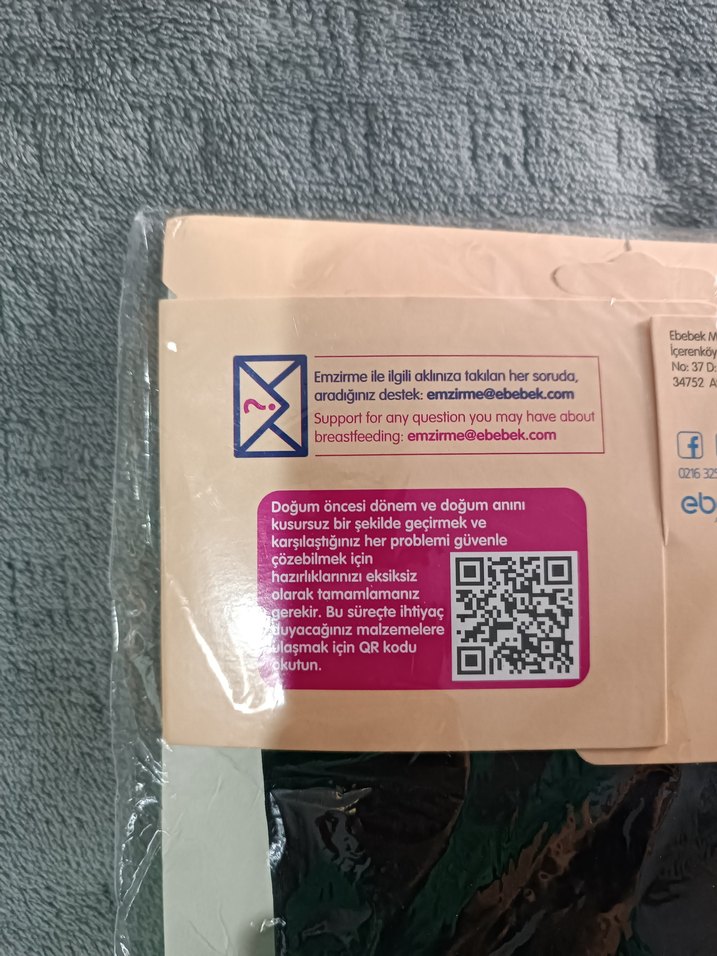 Emzirme ile ilgili aklınıza takılan her soruda,
aradığınız destek: emzirme@ebebek.com
Support for any question you may have about
breastfeeding: emzirme@ebebek.com
Doğum öncesi dönem ve doğum anını
kusursuz bir şekilde geçirmek ve
karşılaştığınız her problemi güvenle
çözebilmek için
hazırlıklarınızı eksiksiz
olarak tamamlamanız
gerekir. Bu süreçte ihtiyaç
duyacağınız malzemelere
ulaşmak için QR kodu
okutun.
Ebebek M
İçerenköy
No: 37 D:
34752 A
0216 325
eb